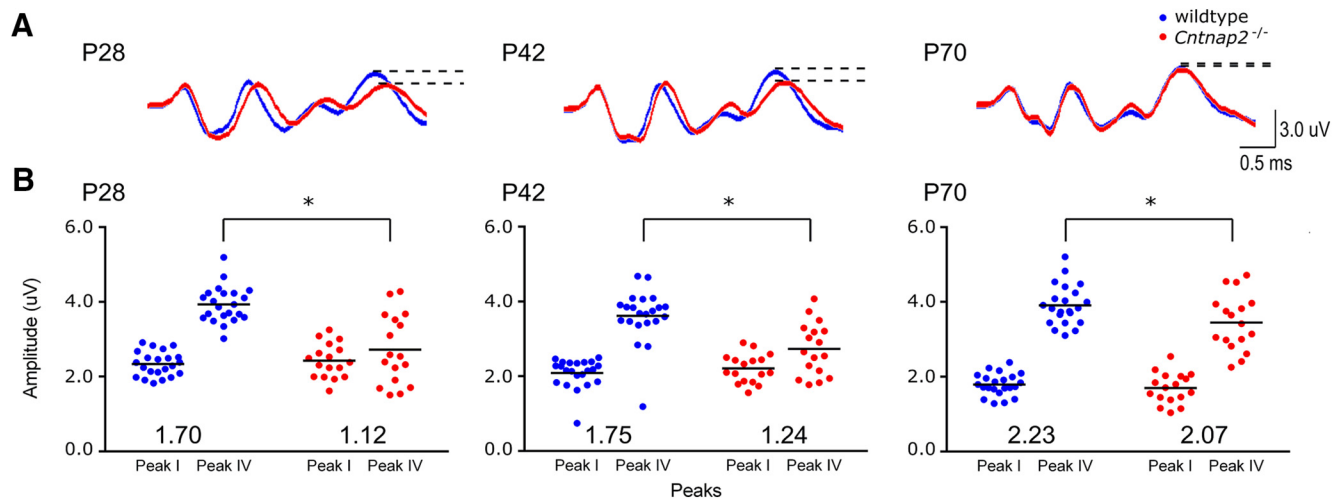 A
P28
P42
P70
wildtype
Cntnap2 -/-
3.0 uV
0.5 ms
B
P28
P42
P70
*
*
*
Amplitude (uV)
6.0
4.0
2.0
0.0
1.70
1.12
Peak I
Peak IV
Peak I
Peak IV
6.0
4.0
2.0
0.0
1.75
1.24
Peak I
Peak IV
Peak I
Peak IV
6.0
4.0
2.0
0.0
2.23
2.07
Peak I
Peak IV
Peak I
Peak IV
Peaks